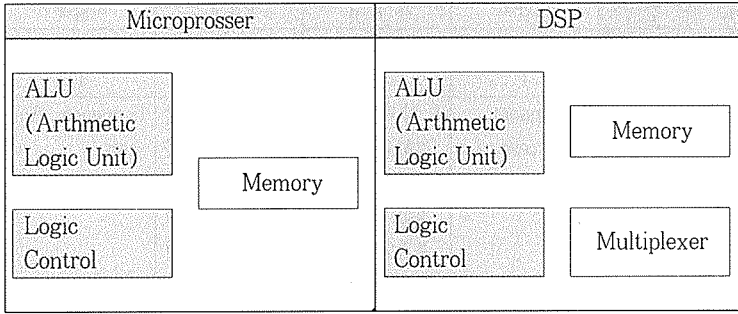 Microprosser
DSP
ALU
(Arthmetic
Logic Unit)
Memory
Logic
Control
ALU
(Arthmetic
Logic Unit)
Memory
Logic
Control
Multiplexer